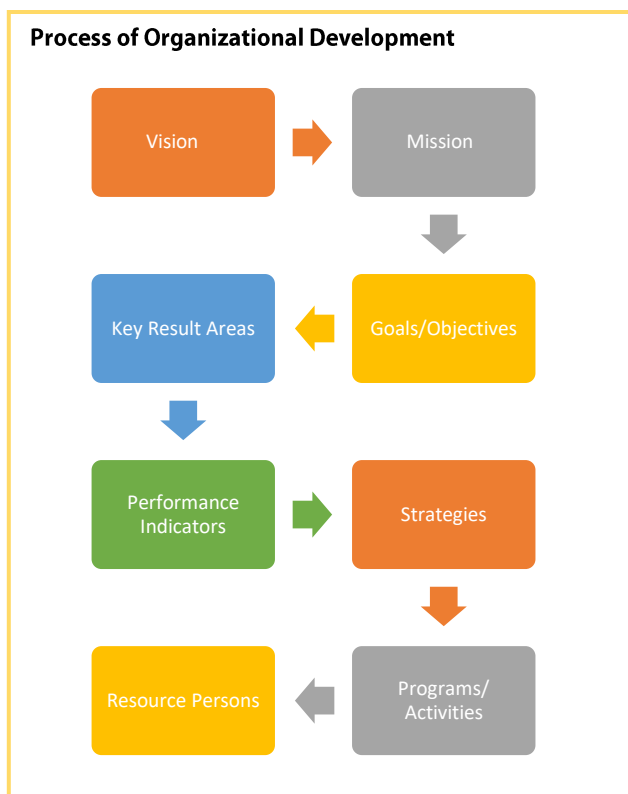 Process of Organizational Development
Vision
Mission
Goals/Objectives
Key Result Areas
Performance
Indicators
Strategies
Programs/
Activities
Resource Persons